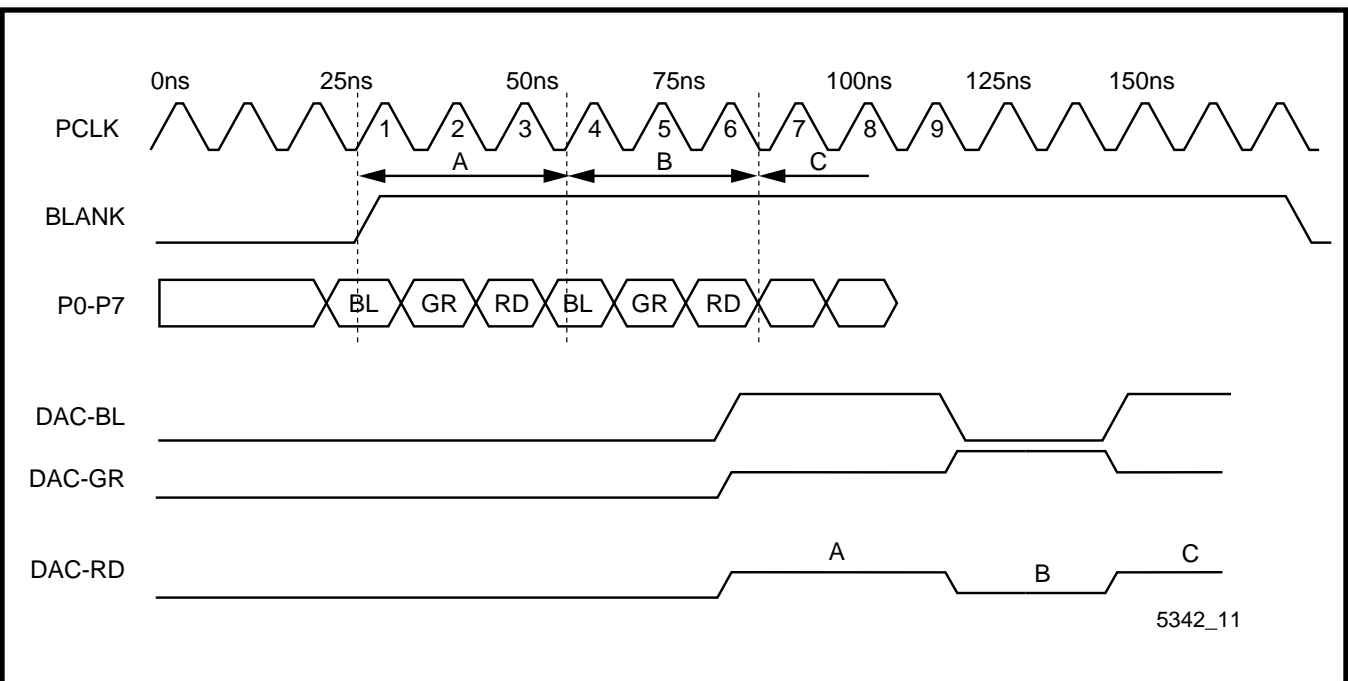 0ns 25ns 50ns 75ns 100ns 125ns 150ns
PCLK 1 2 3 4 5 6 7 8 9
A B C
BLANK
P0-P7 BL GR RD BL GR RD
DAC-BL
DAC-GR
DAC-RD A B C
5342_11